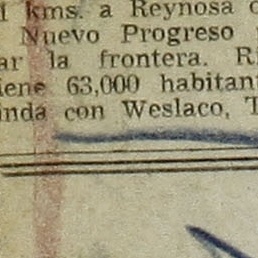 kms. a Reynosa
Nuevo Progreso
la frontera.
63,000 habitant
con Weslaco,